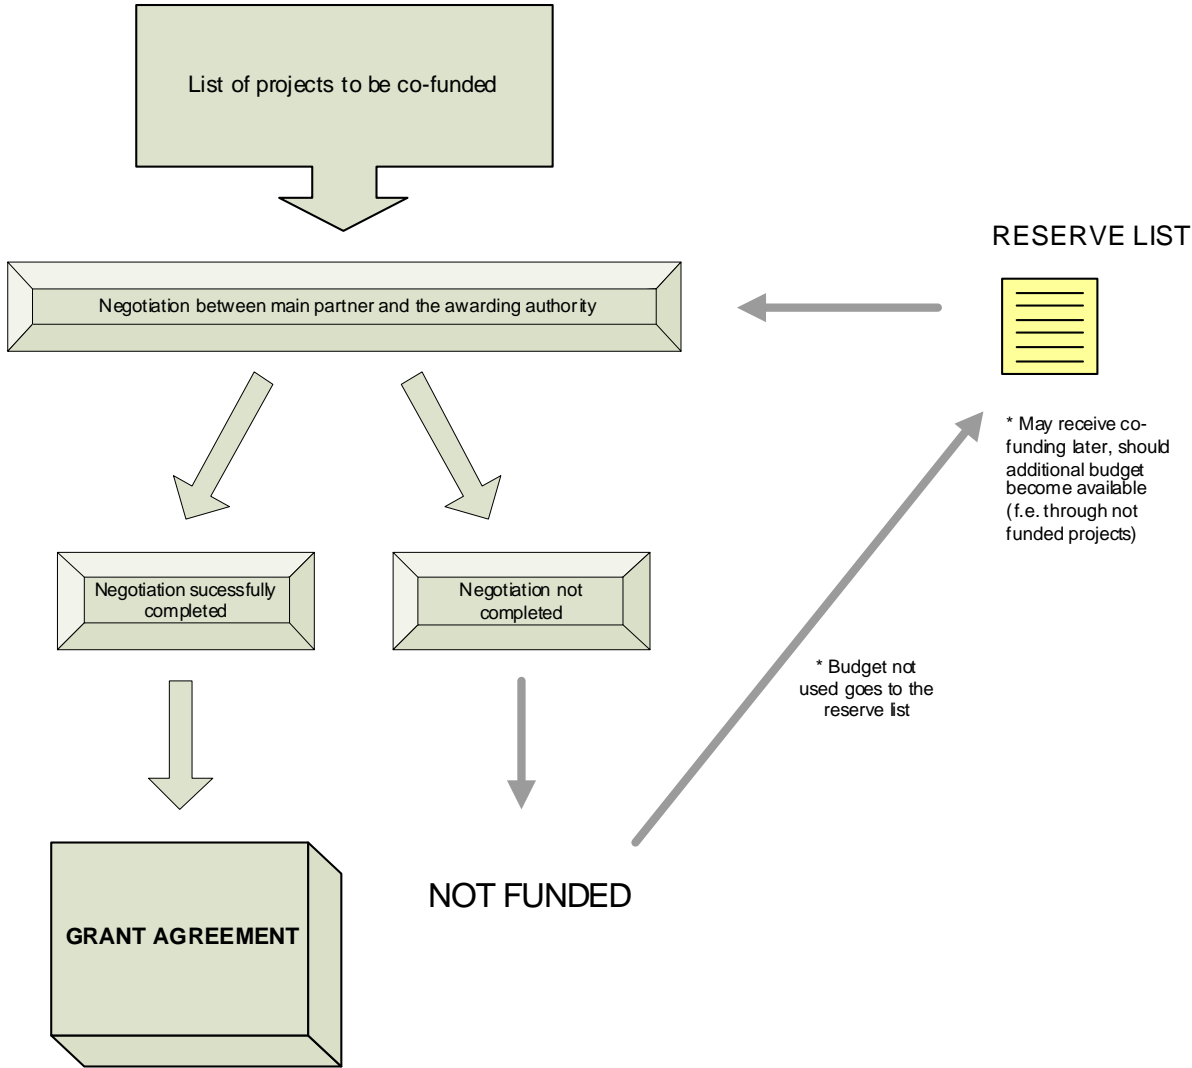 List of projects to be co-funded
RESERVE LIST
Negotiation between main partner and the awarding authority
* May receive co-
funding later, should
additional budget
become available
(f.e. through not
funded projects)
Negotiation sucessfully
completed
Negotiation not
completed
* Budget not
used goes to the
reserve list
NOT FUNDED
GRANT AGREEMENT